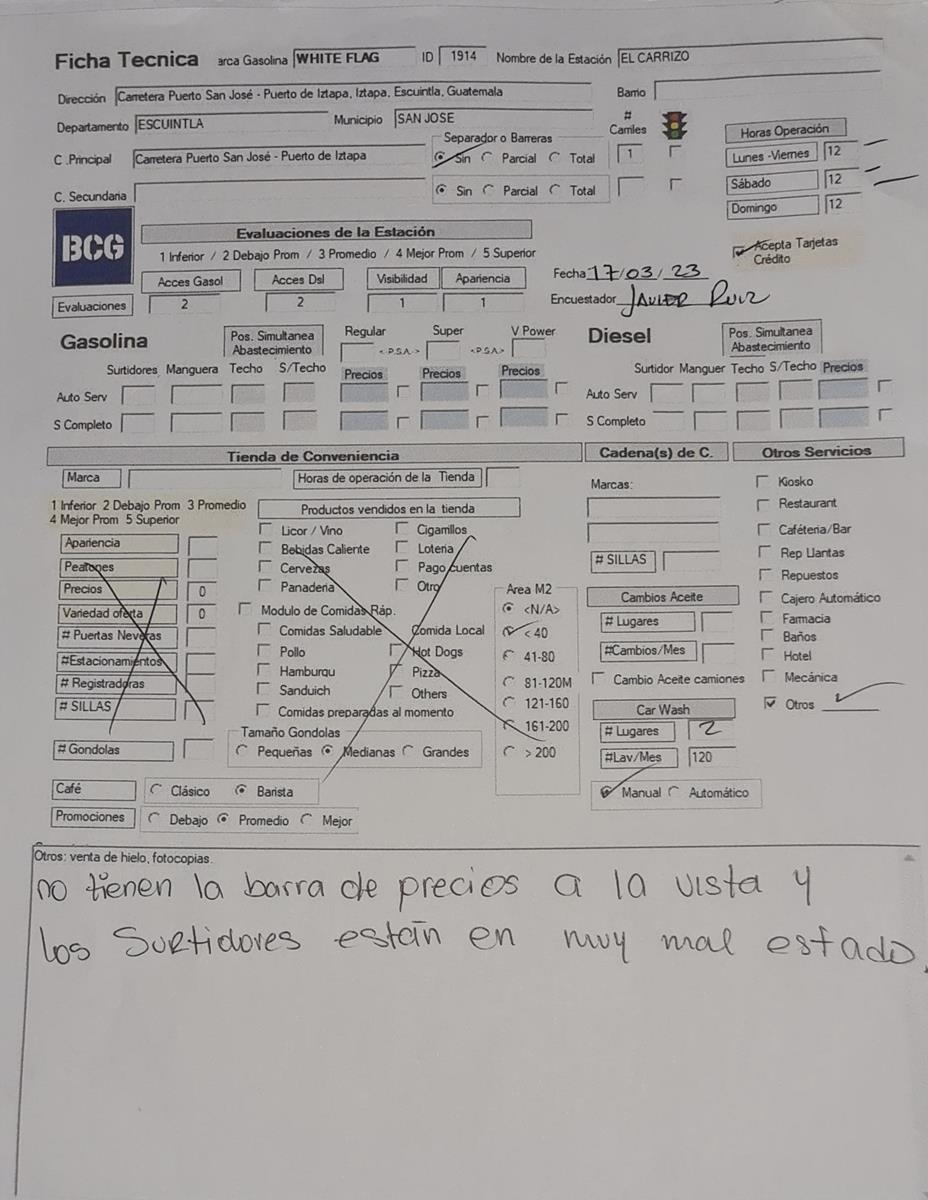 Ficha Tecnica arca Gasolina WHITE FLAG ID 1914 Nombre de la Estación EL CARRIZO
Dirección Carretera Puerto San José - Puerto de Iztapa, Iztapa, Escuintla, Guatemala Barrio
Departamento ESCUINTLA Municipio SAN JOSE # Carriles
Separador o Barreras
C .Principal Carretera Puerto San José - Puerto de Iztapa Sin Parcial Total 1
C. Secundaria Sin Parcial Total
Horas Operación
Lunes -Viernes 12
Sábado 12
Domingo 12
BCG
Evaluaciones de la Estación
1 Inferior / 2 Debajo Prom / 3 Promedio / 4 Mejor Prom / 5 Superior
Acepta Tarjetas
Crédito
Acces Gasol Acces Dsl Visibilidad Apariencia
Evaluaciones 2 2 1 1
Fecha 17/03/23
Encuestador JAVIER RUIZ
Gasolina
Pos. Simultanea
Abastecimiento
Regular Super V Power
<.P.S.A.> <.P.S.A.>
Surtidores Manguera Techo S/Techo Precios Precios Precios
Auto Serv
S Completo
Diesel
Pos. Simultanea
Abastecimiento
Surtidor Manguer Techo S/Techo Precios
Auto Serv
S Completo
Tienda de Conveniencia
Marca Horas de operación de la Tienda
1 Inferior 2 Debajo Prom 3 Promedio
4 Mejor Prom 5 Superior
Apariencia
Peatones
Precios 0
Variedad oferta 0
# Puertas Neveras
#Estacionamientos
# Registradoras
# SILLAS
# Gondolas
Productos vendidos en la tienda
Licor / Vino Cigarrillos
Bebidas Caliente Loteria
Cervezas Pago cuentas
Panaderia Otro
Modulo de Comidas Ráp.
Comidas Saludable Comida Local
Pollo Hot Dogs
Hamburqu Pizza
Sanduich Others
Comidas preparadas al momento
Tamaño Gondolas
Pequeñas Medianas Grandes
Area M2
<N/A>
< 40
41-80
81-120M
121-160
161-200
> 200
Café Clásico Barista
Promociones Debajo Promedio Mejor
Cadena(s) de C.
Marcas:
# SILLAS
Cambios Aceite
# Lugares
#Cambios/Mes
Cambio Aceite camiones
Car Wash
# Lugares 2
#Lav/Mes 120
Manual Automático
Otros Servicios
Kiosko
Restaurant
Caféteria/Bar
Rep Llantas
Repuestos
Cajero Automático
Farmacia
Baños
Hotel
Mecánica
Otros
Otros: venta de hielo, fotocopias.
no tienen la barra de precios a la vista y
los Surtidores están en muy mal estado.